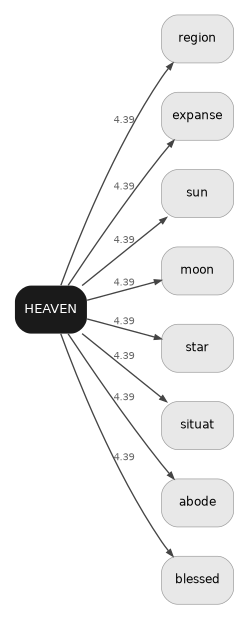 region
4.39
expanse
4.39
sun
4.39
moon
4.39
HEAVEN
4.39
star
4.39
situat
4.39
abode
4.39
blessed